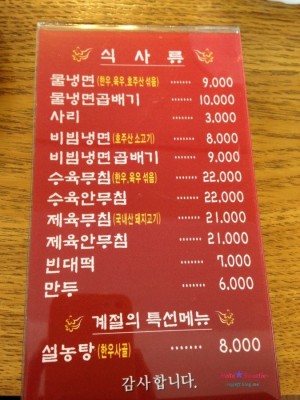 식 사 류
물냉면(한우,육우,호주산 섞음) ······· 9,000
물냉면곱배기 ······· 10,000
사리 ······· 3,000
비빔냉면(호주산 소고기) ······· 8,000
비빔냉면곱배기 ······· 9,000
수육무침(한우,육우 섞음) ······· 22,000
수육안무침 ······· 22,000
제육무침(국내산 돼지고기) ······· 21,000
제육안무침 ······· 21,000
빈대떡 ······· 7,000
만두 ······· 6,000
계절의 특선메뉴
설농탕(한우사골) ········ 8,000
감사합니다.